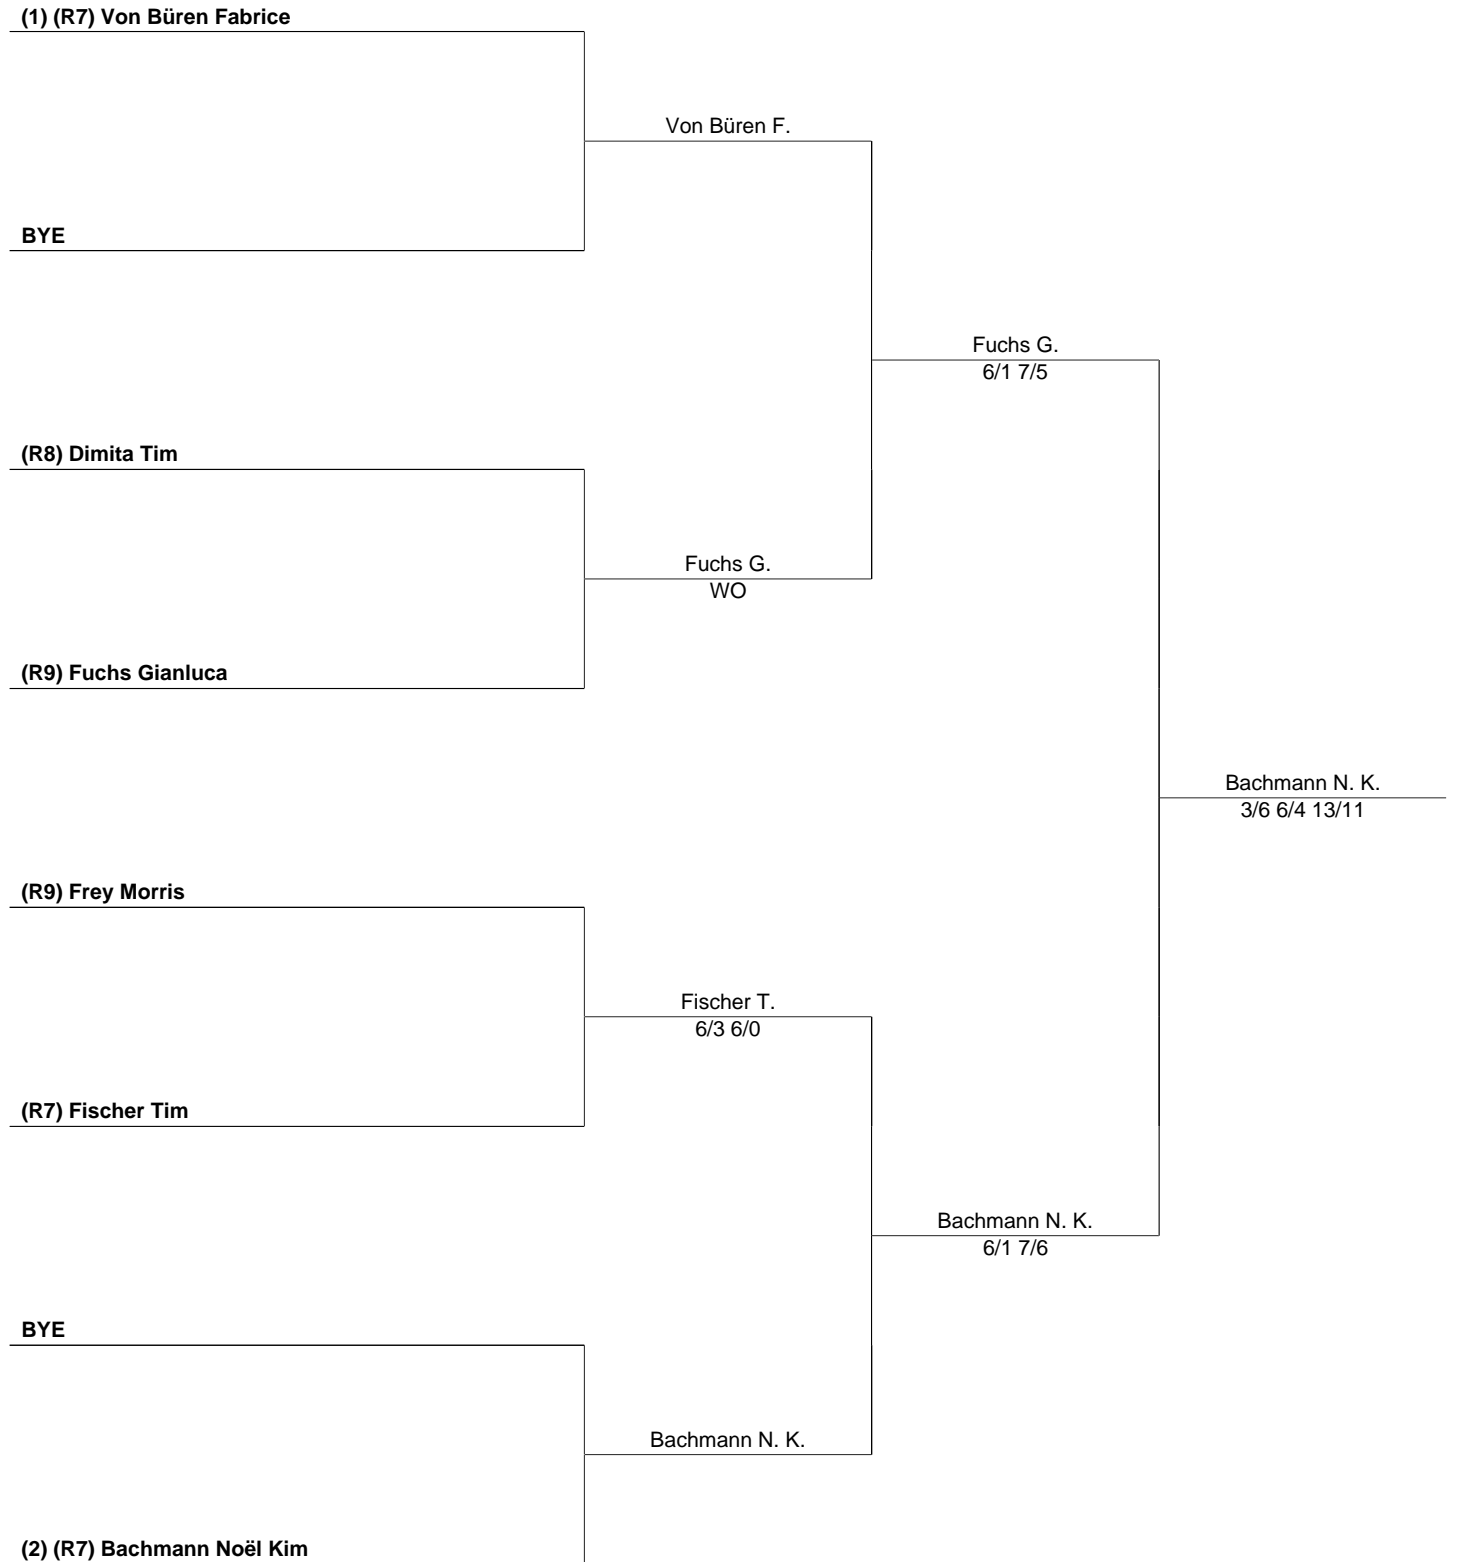 (1) (R7) Von Büren Fabrice
Von Büren F.
BYE
Fuchs G.
6/1 7/5
(R8) Dimita Tim
Fuchs G.
WO
(R9) Fuchs Gianluca
Bachmann N. K.
3/6 6/4 13/11
(R9) Frey Morris
Fischer T.
6/3 6/0
(R7) Fischer Tim
Bachmann N. K.
6/1 7/6
BYE
Bachmann N. K.
(2) (R7) Bachmann Noël Kim